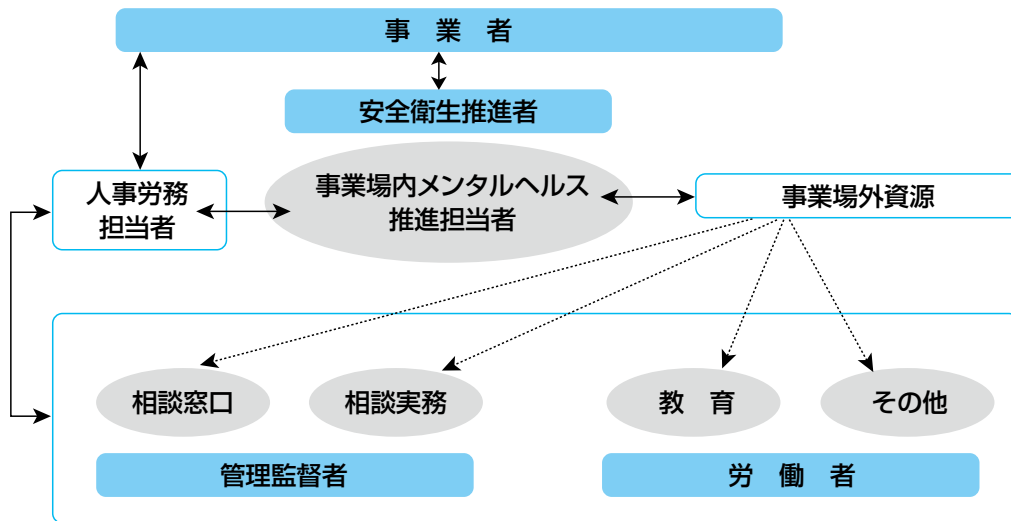 事　業　者
安全衛生推進者
人事労務
担当者
事業場内メンタルヘルス
推進担当者
事業場外資源
相談窓口
相談実務
教　育
その他
管理監督者
労　働　者